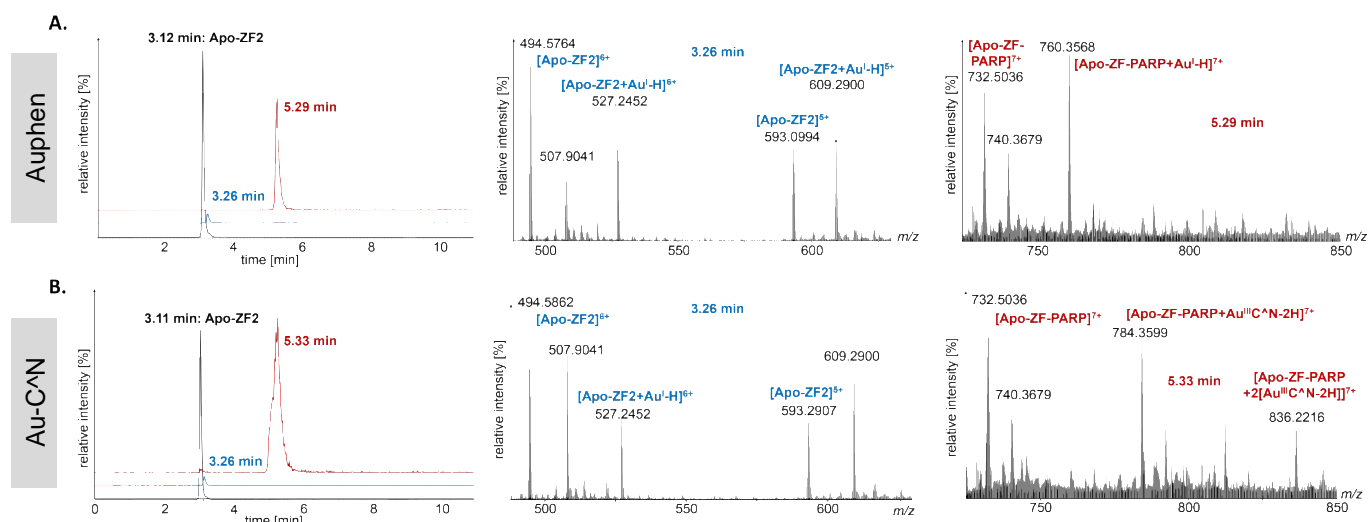 A.
Auphen
relative intensity [%]
3.12 min: Apo-ZF2
5.29 min
3.26 min
2 4 6 8 10
time [min]
relative intensity [%]
494.5764
3.26 min
[Apo-ZF2]⁶⁺
[Apo-ZF2+Auᴵ-H]⁶⁺
527.2452
507.9041
[Apo-ZF2+Auᴵ-H]⁵⁺
609.2900
[Apo-ZF2]⁵⁺
593.0994
500 550 600 m/z
relative intensity [%]
[Apo-ZF-
PARP]⁷⁺
732.5036
740.3679
760.3568
[Apo-ZF-PARP+Auᴵ-H]⁷⁺
5.29 min
750 800 850
m/z
B.
Au-C^N
relative intensity [%]
3.11 min: Apo-ZF2
5.33 min
3.26 min
0 2 4 6 8 10
time [min]
relative intensity [%]
494.5862
3.26 min
[Apo-ZF2]⁶⁺
507.9041
[Apo-ZF2+Auᴵ-H]⁶⁺
527.2452
609.2900
[Apo-ZF2]⁵⁺
593.2907
500 550 600 m/z
relative intensity [%]
732.5036
[Apo-ZF-PARP]⁷⁺
740.3679
[Apo-ZF-PARP+AuᴵᴵᴵC^N-2H]⁷⁺
784.3599
5.33 min
[Apo-ZF-PARP
+2[AuᴵᴵᴵC^N-2H]]⁷⁺
836.2216
750 800 850
m/z